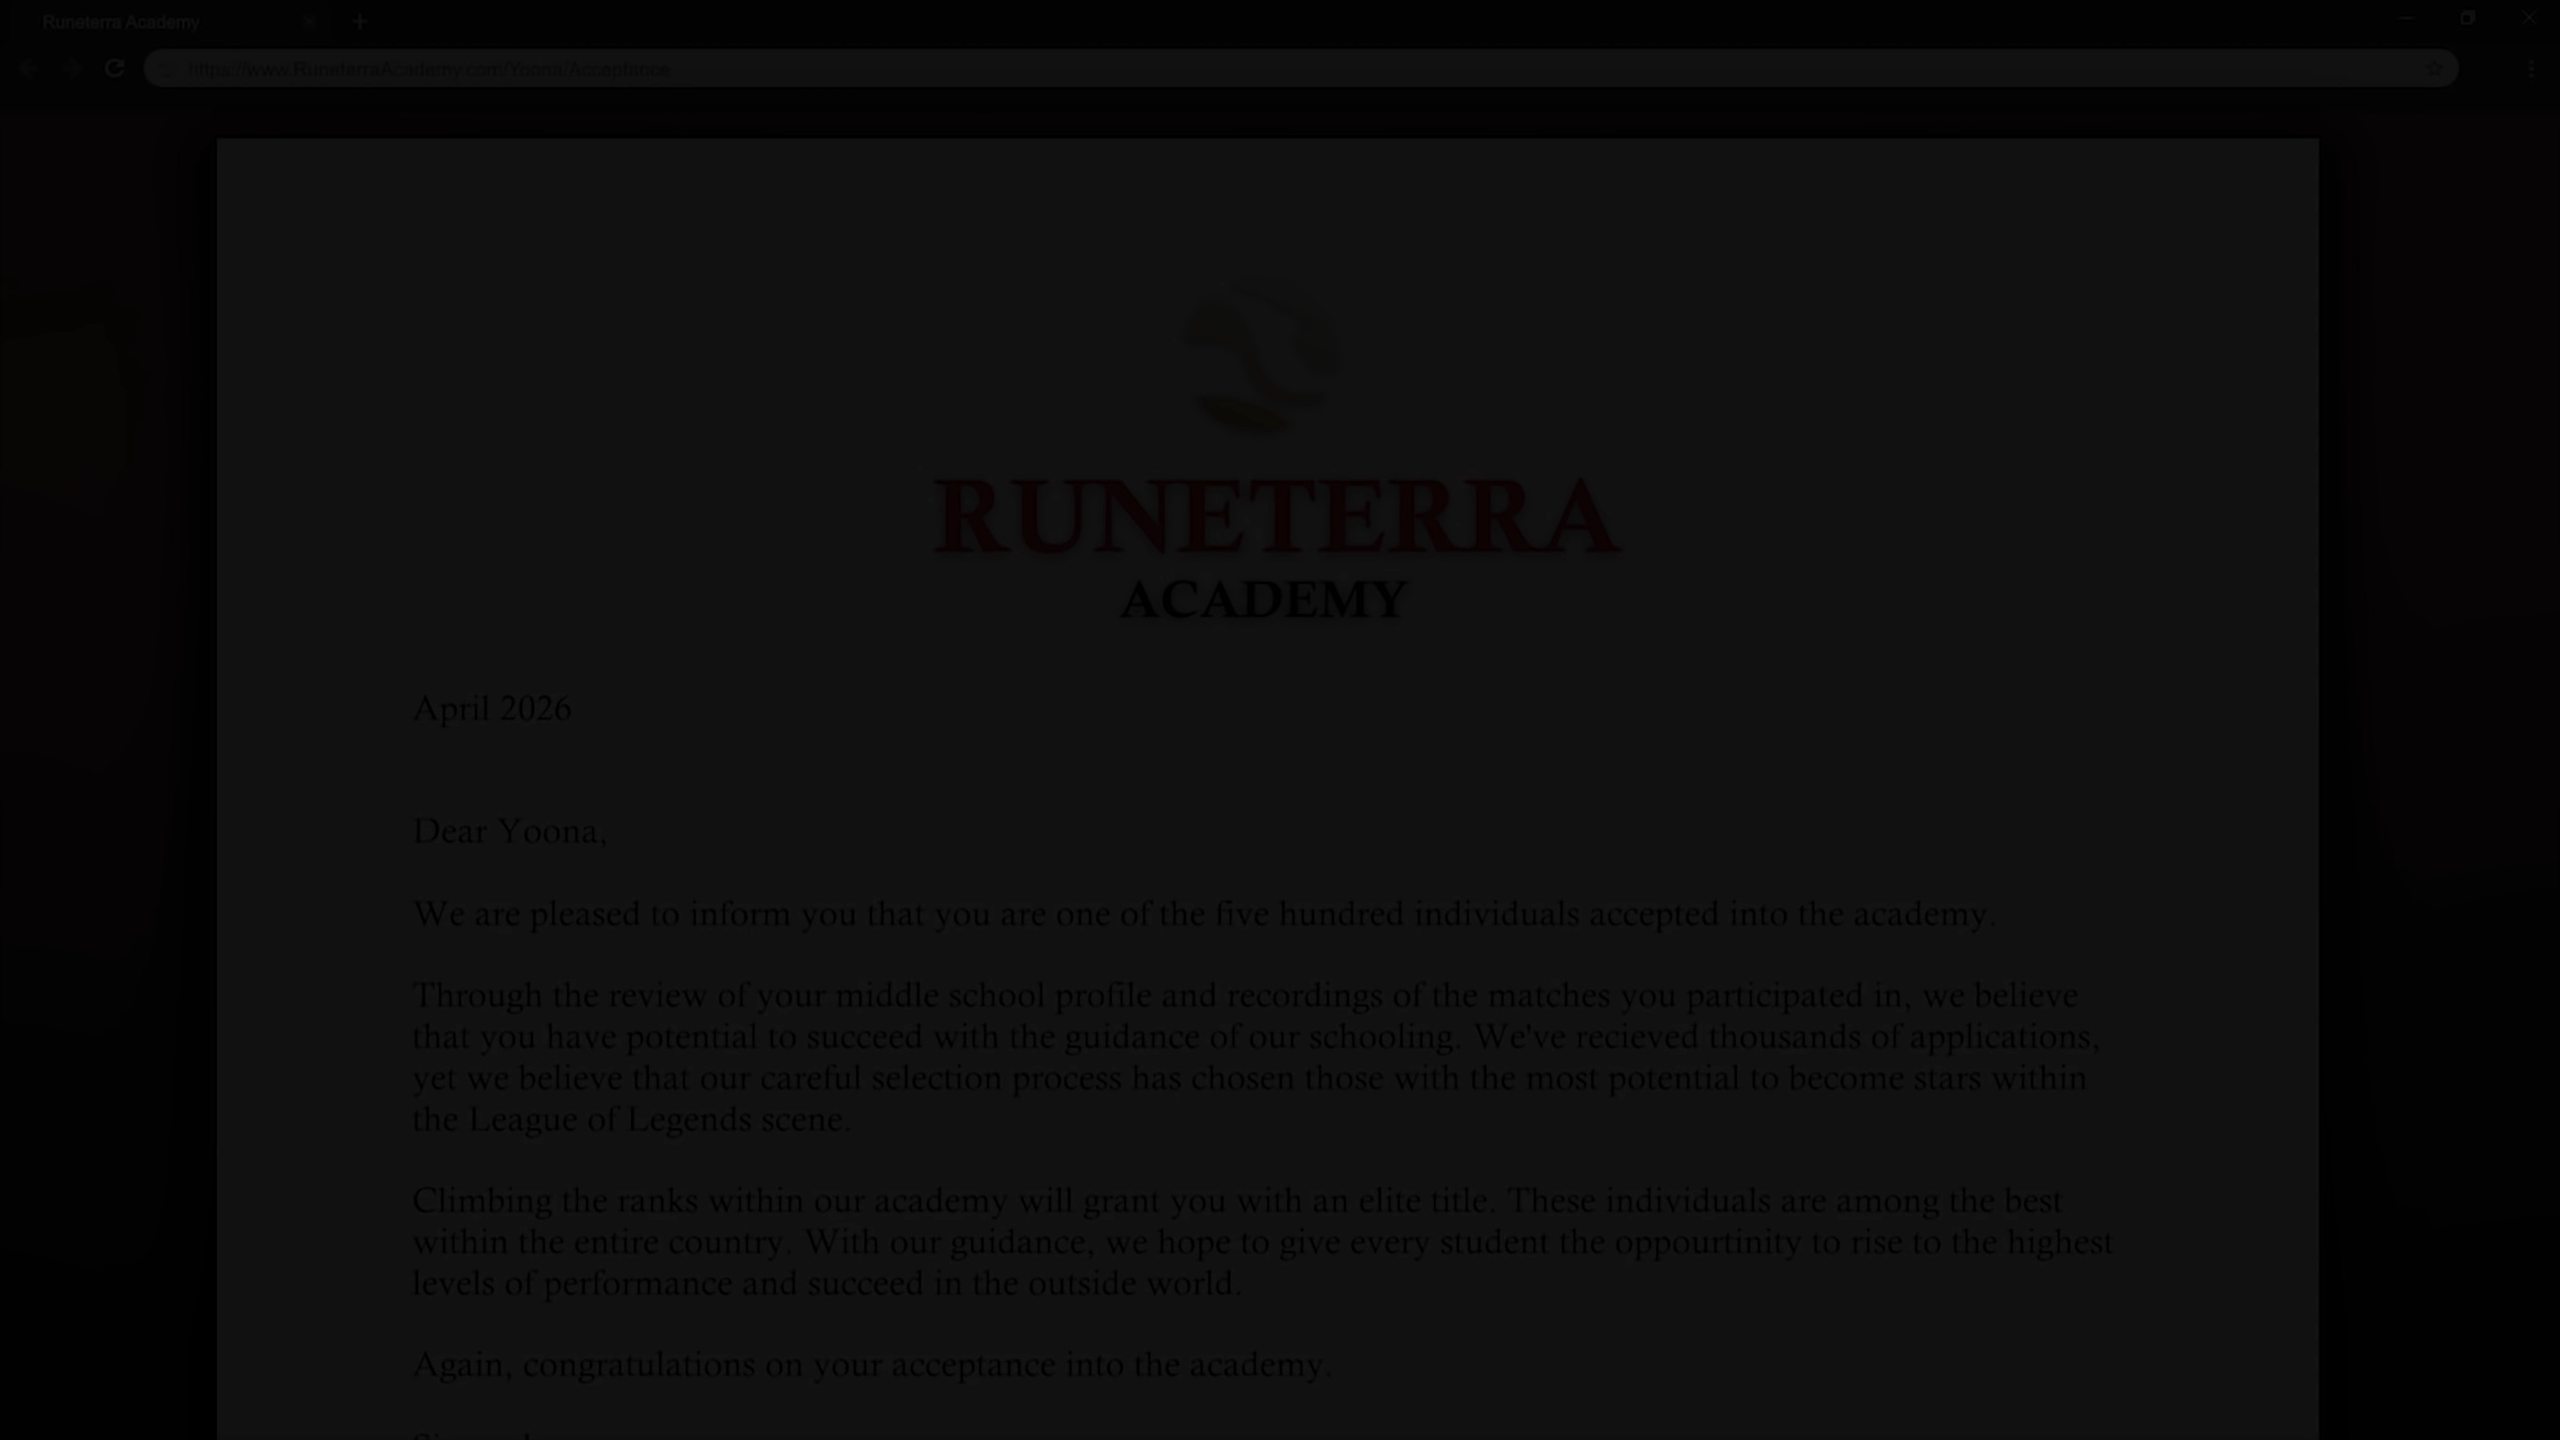 Runeterra Academy
https://www.RuneterraAcademy.com/Yoona/Acceptance
RUNETERRA
ACADEMY
April 2026
Dear Yoona,
We are pleased to inform you that you are one of the five hundred individuals accepted into the academy.
Through the review of your middle school profile and recordings of the matches you participated in, we believe
that you have potential to succeed with the guidance of our schooling. We've recieved thousands of applications,
yet we believe that our careful selection process has chosen those with the most potential to become stars within
the League of Legends scene.
Climbing the ranks within our academy will grant you with an elite title. These individuals are among the best
within the entire country. With our guidance, we hope to give every student the oppourtinity to rise to the highest
levels of performance and succeed in the outside world.
Again, congratulations on your acceptance into the academy.